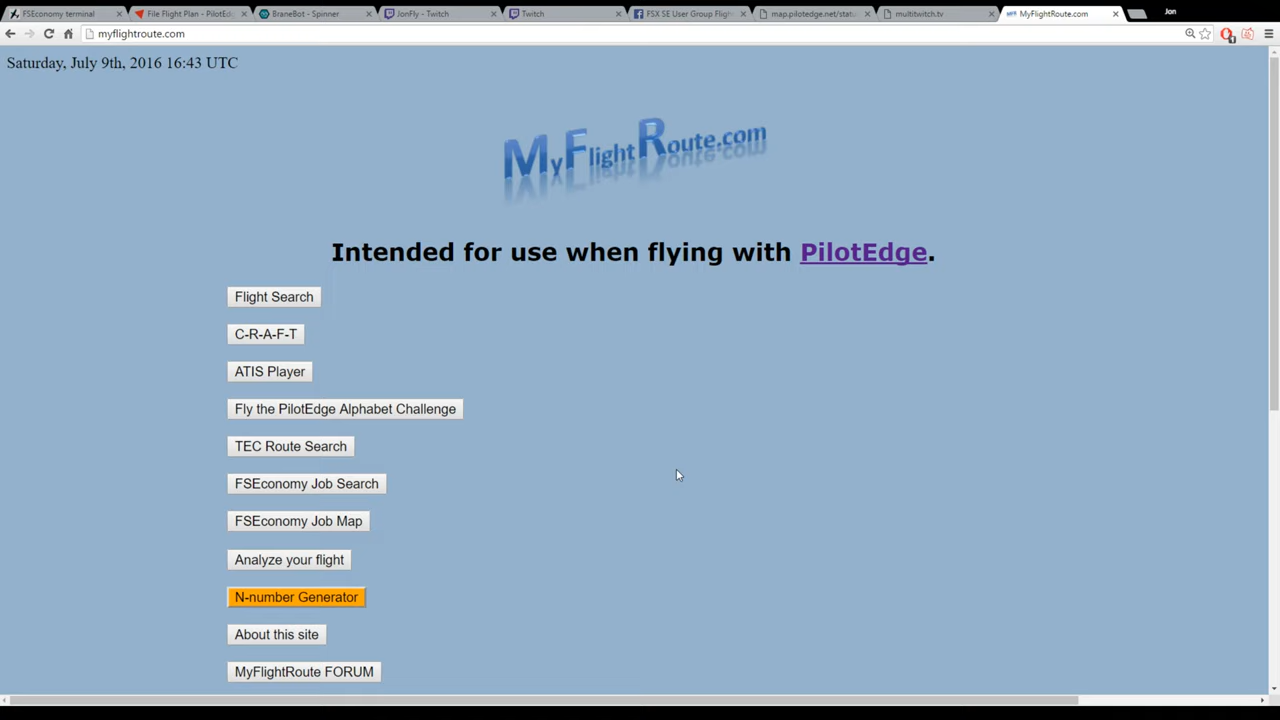 FSEconomy terminal
File Flight Plan - PilotEd
BraneBot - Spinner
JonFly - Twitch
Twitch
FSX SE User Group Fligh
map.pilotedge.net/statu
multitwitch.tv
MyFlightRoute.com
Jon
myflightroute.com
Saturday, July 9th, 2016 16:43 UTC
MyFlightRoute.com
Intended for use when flying with PilotEdge.
Flight Search
C-R-A-F-T
ATIS Player
Fly the PilotEdge Alphabet Challenge
TEC Route Search
FSEconomy Job Search
FSEconomy Job Map
Analyze your flight
N-number Generator
About this site
MyFlightRoute FORUM